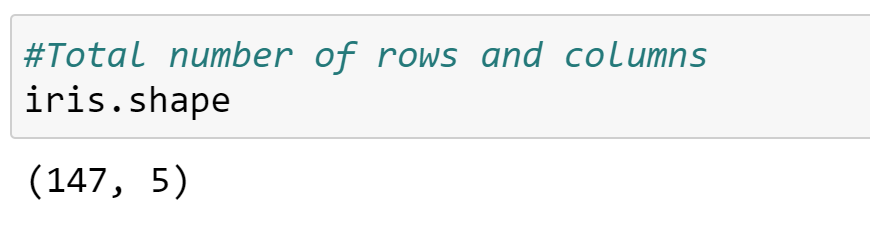 #Total number of rows and columns
iris.shape
(147, 5)